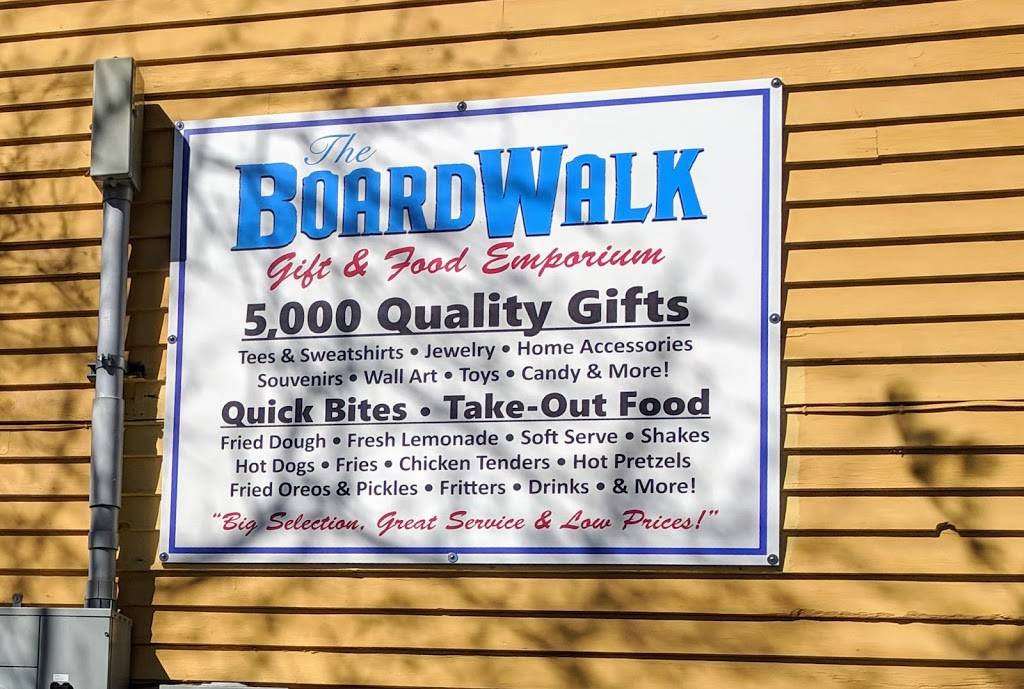 The
BOARDWALK
Gift & Food Emporium
5,000 Quality Gifts
Tees & Sweatshirts • Jewelry • Home Accessories
Souvenirs • Wall Art • Toys • Candy & More!
Quick Bites • Take-Out Food
Fried Dough • Fresh Lemonade • Soft Serve • Shakes
Hot Dogs • Fries • Chicken Tenders • Hot Pretzels
Fried Oreos & Pickles • Fritters • Drinks • & More!
"Big Selection, Great Service & Low Prices!"